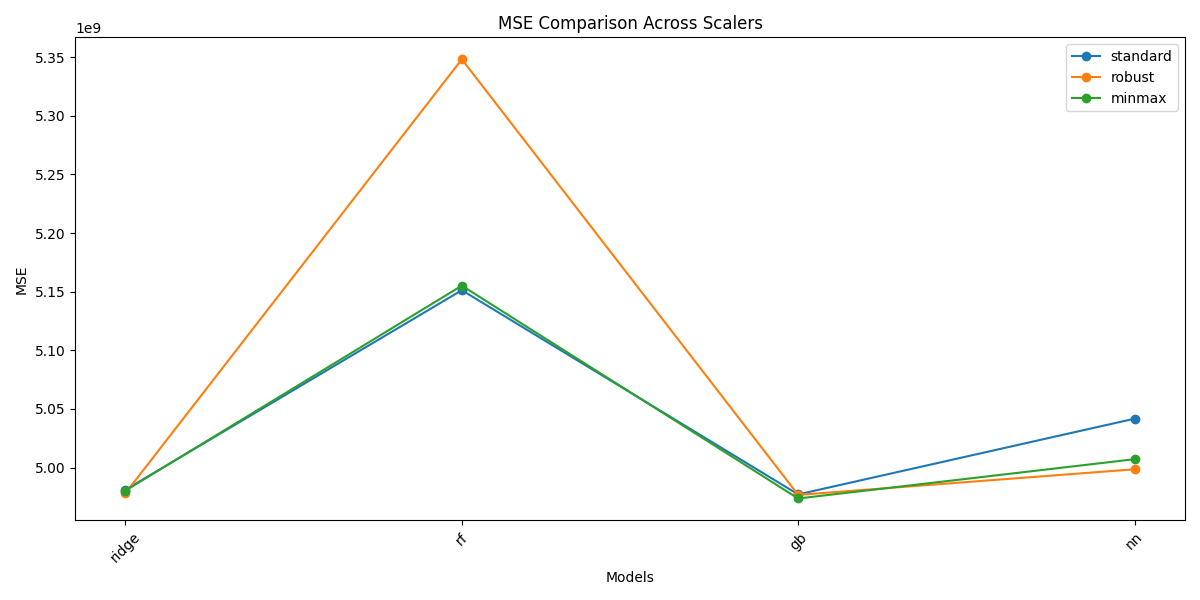 MSE Comparison Across Scalers
1e9
5.35
5.30
5.25
5.20
5.15
5.10
5.05
5.00
MSE
standard
robust
minmax
ridge
rf
gb
nn
Models